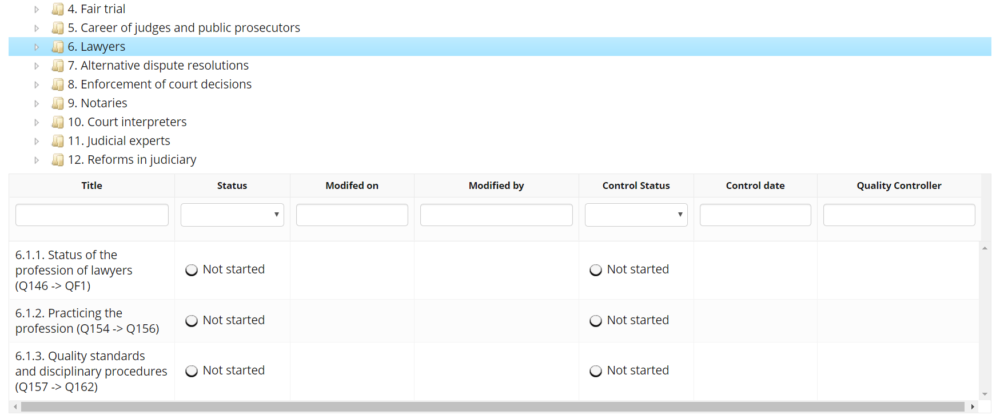 4. Fair trial
5. Career of judges and public prosecutors
6. Lawyers
7. Alternative dispute resolutions
8. Enforcement of court decisions
9. Notaries
10. Court interpreters
11. Judicial experts
12. Reforms in judiciary
Title Status Modifed on Modified by Control Status Control date Quality Controller
6.1.1. Status of the
profession of lawyers
(Q146 -> QF1)
Not started
Not started
6.1.2. Practicing the
profession (Q154 -> Q156)
Not started
Not started
6.1.3. Quality standards
and disciplinary procedures
(Q157 -> Q162)
Not started
Not started